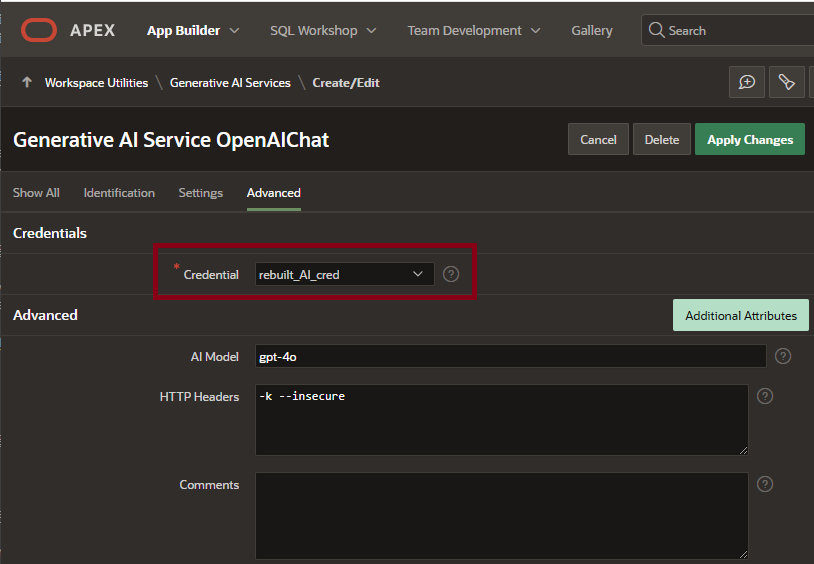 APEX App Builder SQL Workshop Team Development Gallery Search
Workspace Utilities \ Generative AI Services \ Create/Edit
Generative AI Service OpenAIChat Cancel Delete Apply Changes
Show All Identification Settings Advanced
Credentials
* Credential rebuilt_AI_cred ?
Advanced Additional Attributes
AI Model gpt-4o ?
HTTP Headers -k --insecure ?
Comments ?